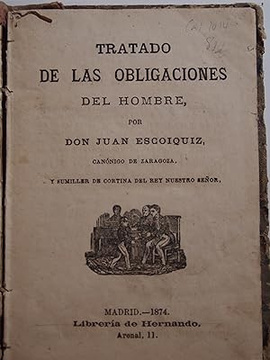 TRATADO
DE LAS OBLIGACIONES
DEL HOMBRE,
POR
DON JUAN ESCOIQUIZ,
CANÓNIGO DE ZARAGOZA,
Y SUMILLER DE CORTINA DEL REY NUESTRO SEÑOR.
MADRID.—1874.
Librería de Hernando,
Arenal, 11.